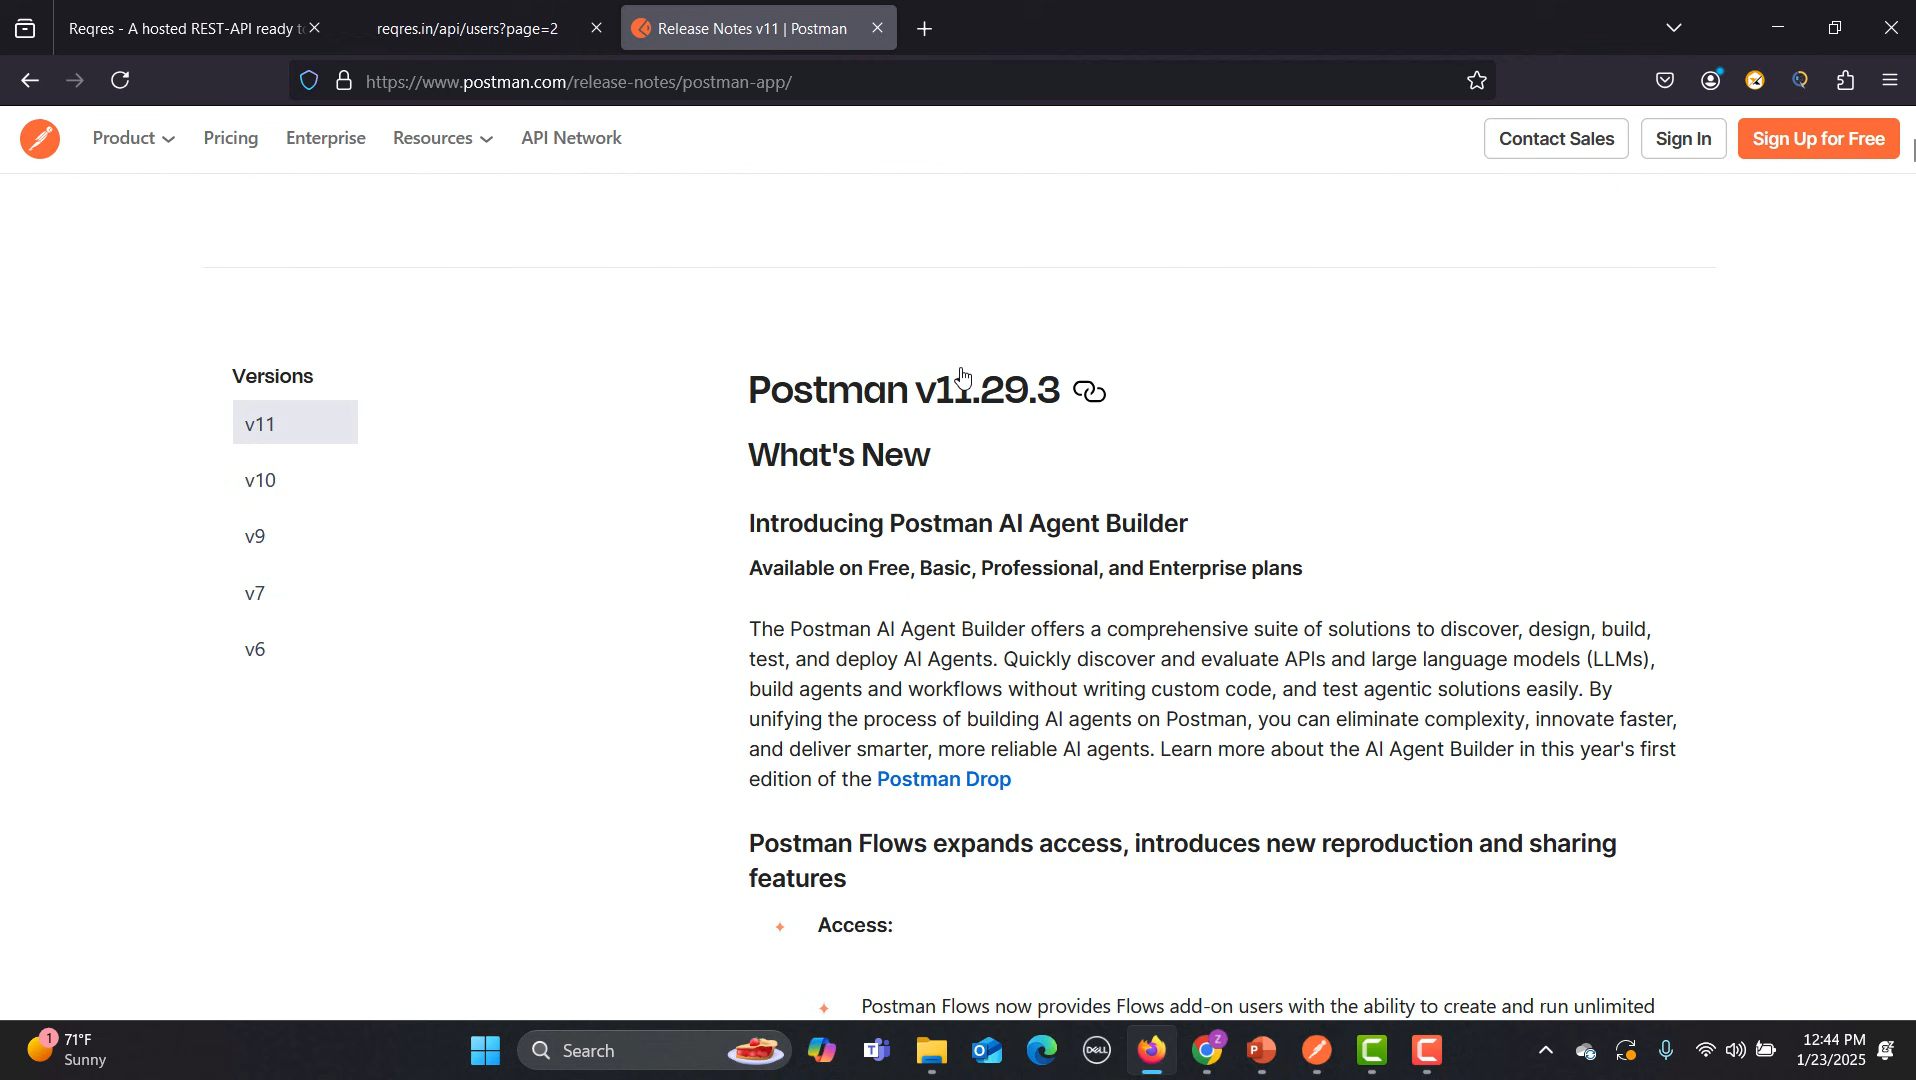 Reqres - A hosted REST-API ready t
reqres.in/api/users?page=2
Release Notes v11 | Postman
https://www.postman.com/release-notes/postman-app/
Product
Pricing
Enterprise
Resources
API Network
Contact Sales
Sign In
Sign Up for Free
Versions
v11
v10
v9
v7
v6
Postman v11.29.3
What's New
Introducing Postman AI Agent Builder
Available on Free, Basic, Professional, and Enterprise plans
The Postman AI Agent Builder offers a comprehensive suite of solutions to discover, design, build,
test, and deploy AI Agents. Quickly discover and evaluate APIs and large language models (LLMs),
build agents and workflows without writing custom code, and test agentic solutions easily. By
unifying the process of building AI agents on Postman, you can eliminate complexity, innovate faster,
and deliver smarter, more reliable AI agents. Learn more about the AI Agent Builder in this year's first
edition of the Postman Drop
Postman Flows expands access, introduces new reproduction and sharing
features
Access:
Postman Flows now provides Flows add-on users with the ability to create and run unlimited
1
71°F
Sunny
Search
DELL
Z
12:44 PM
1/23/2025